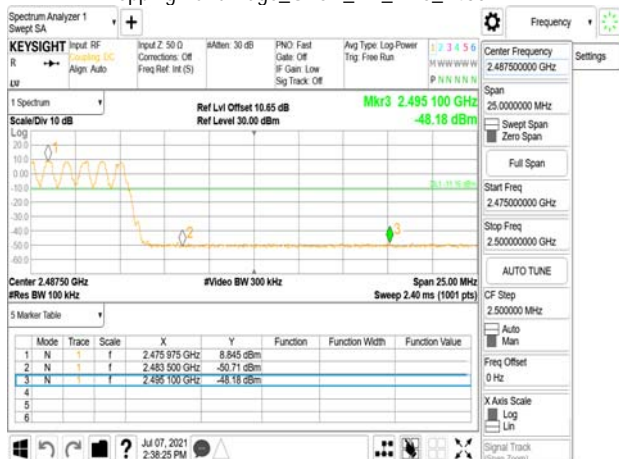 Spectrum Analyzer 1
Swept SA
+
Frequency
KEYSIGHT
R
LXI
Input: RF
Coupling: DC
Align: Auto
Input Z: 50 Ω
Corrections: Off
Freq Ref: Int (S)
#Atten: 30 dB
PNO: Fast
Gate: Off
IF Gain: Low
Sig Track: Off
Avg Type: Log-Power
Trig: Free Run
1 2 3 4 5 6
M W W W W W
P N N N N N
1 Spectrum
Scale/Div 10 dB
Ref Lvl Offset 10.65 dB
Ref Level 30.00 dBm
Mkr3 2.495 100 GHz
-48.18 dBm
Log
20.0
10.0
0.00
-10.0
-20.0
-30.0
-40.0
-50.0
-60.0
1
2
3
Center 2.48750 GHz
#Res BW 100 kHz
#Video BW 300 kHz
Span 25.00 MHz
Sweep 2.40 ms (1001 pts)
5 Marker Table
Mode Trace Scale X Y Function Function Width Function Value
1 N 1 f 2.475 975 GHz 8.845 dBm
2 N 1 f 2.483 500 GHz -50.71 dBm
3 N 1 f 2.495 100 GHz -48.18 dBm
4
5
6
Jul 07, 2021
2:38:25 PM
?
Center Frequency
2.487500000 GHz
Settings
Span
25.0000000 MHz
Swept Span
Zero Span
Full Span
Start Freq
2.475000000 GHz
Stop Freq
2.500000000 GHz
AUTO TUNE
CF Step
2.500000 MHz
Auto
Man
Freq Offset
0 Hz
X Axis Scale
Log
Lin
Signal Track
(Span Zoom)